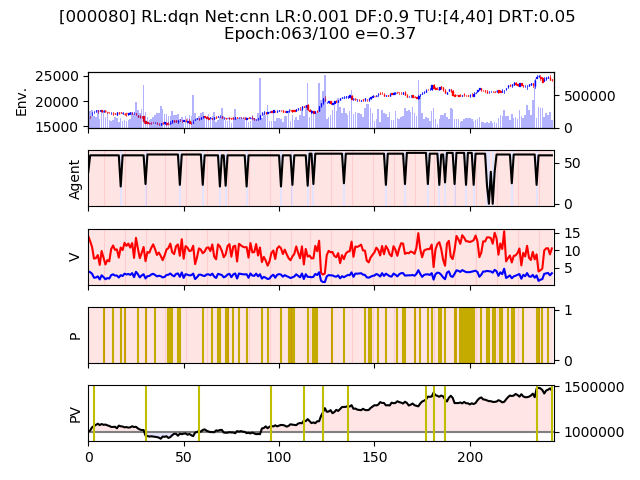 [000080] RL:dqn Net:cnn LR:0.001 DF:0.9 TU:[4,40] DRT:0.05
Epoch:063/100 e=0.37
Env.
25000
20000
15000
500000
0
Agent
50
0
V
15
10
5
P
1
0
PV
1500000
1000000
0
50
100
150
200